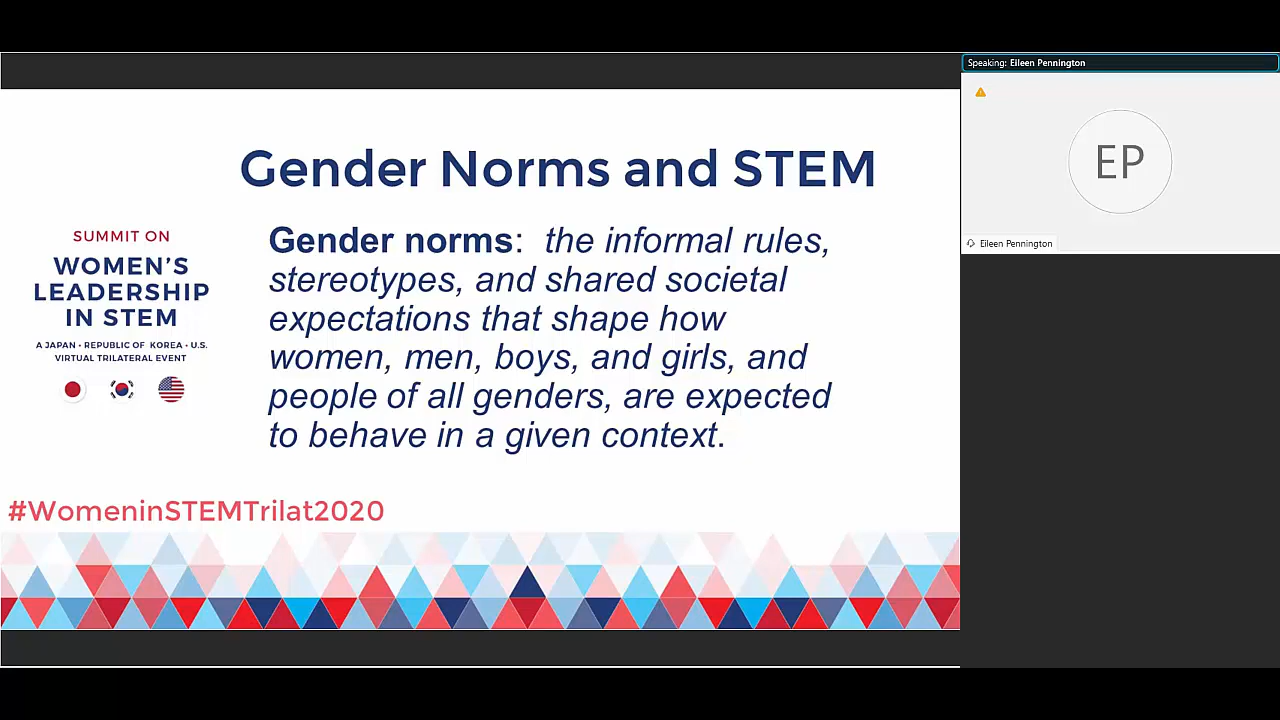 Gender Norms and STEM
SUMMIT ON
WOMEN'S
LEADERSHIP
IN STEM
A JAPAN • REPUBLIC OF KOREA • U.S.
VIRTUAL TRILATERAL EVENT
Gender norms: the informal rules,
stereotypes, and shared societal
expectations that shape how
women, men, boys, and girls, and
people of all genders, are expected
to behave in a given context.
#WomeninSTEMTrilat2020
Speaking: Eileen Pennington
EP
Eileen Pennington